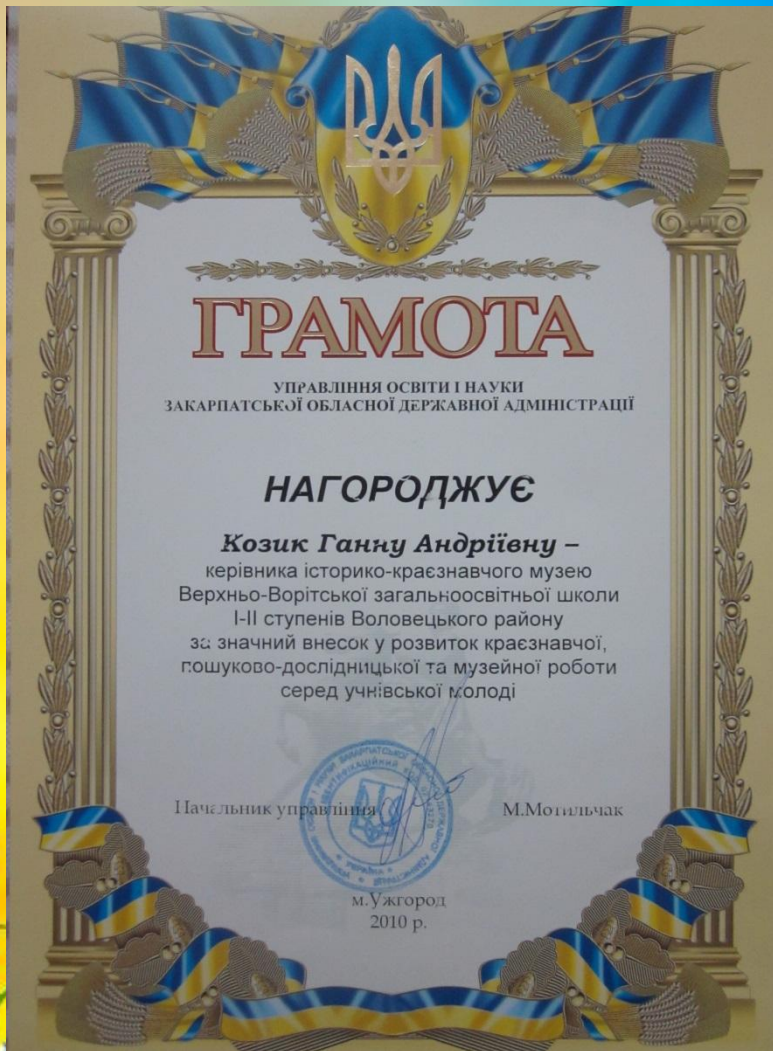 ГРАМОТА
УПРАВЛІННЯ ОСВІТИ І НАУКИ
ЗАКАРПАТСЬКОЇ ОБЛАСНОЇ ДЕРЖАВНОЇ АДМІНІСТРАЦІЇ
НАГОРОДЖУЄ
Козик Ганну Андріївну –
керівника історико-краєзнавчого музею
Верхньо-Ворітської загальноосвітньої школи
І-ІІ ступенів Воловецького району
за значний внесок у розвиток краєзнавчої,
пошуково-дослідницької та музейної роботи
серед учнівської молоді
Начальник управління М.Мотильчак
УКРАЇНА
м.Ужгород
2010 р.